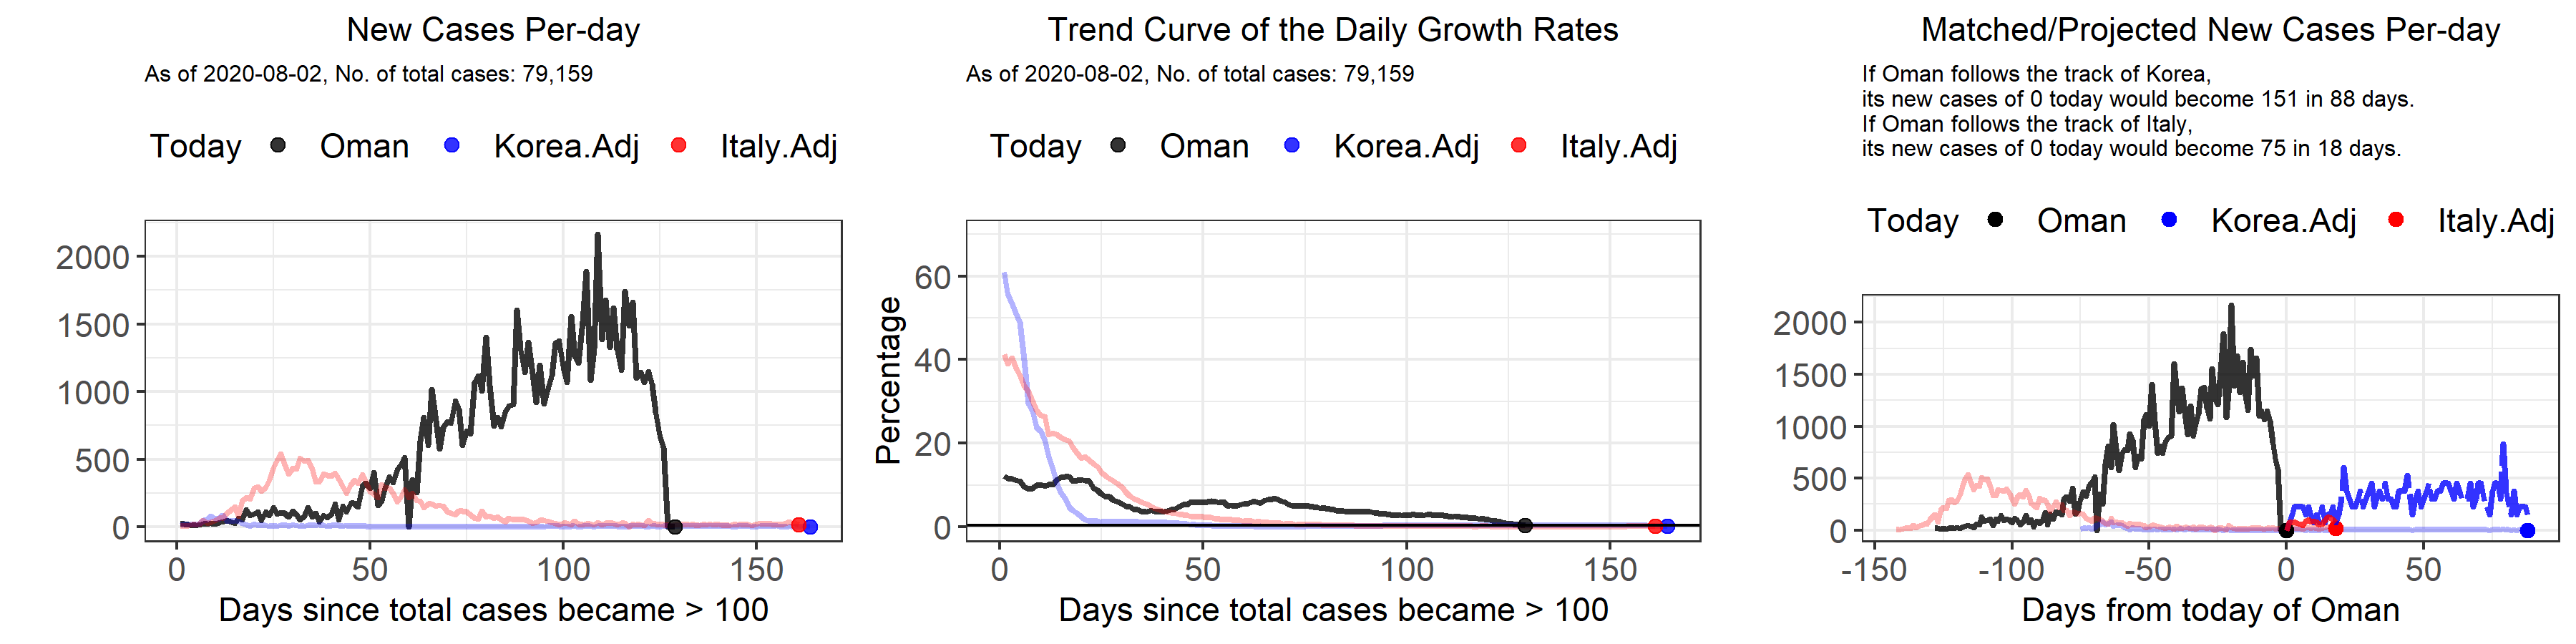 New Cases Per-day
As of 2020-08-02, No. of total cases: 79,159
Today Oman Korea.Adj Italy.Adj
2000
1500
1000
500
0
0 50 100 150
Days since total cases became > 100
Trend Curve of the Daily Growth Rates
As of 2020-08-02, No. of total cases: 79,159
Today Oman Korea.Adj Italy.Adj
Percentage
60
40
20
0
0 50 100 150
Days since total cases became > 100
Matched/Projected New Cases Per-day
If Oman follows the track of Korea,
its new cases of 0 today would become 151 in 88 days.
If Oman follows the track of Italy,
its new cases of 0 today would become 75 in 18 days.
Today Oman Korea.Adj Italy.Adj
2000
1500
1000
500
0
-150 -100 -50 0 50
Days from today of Oman